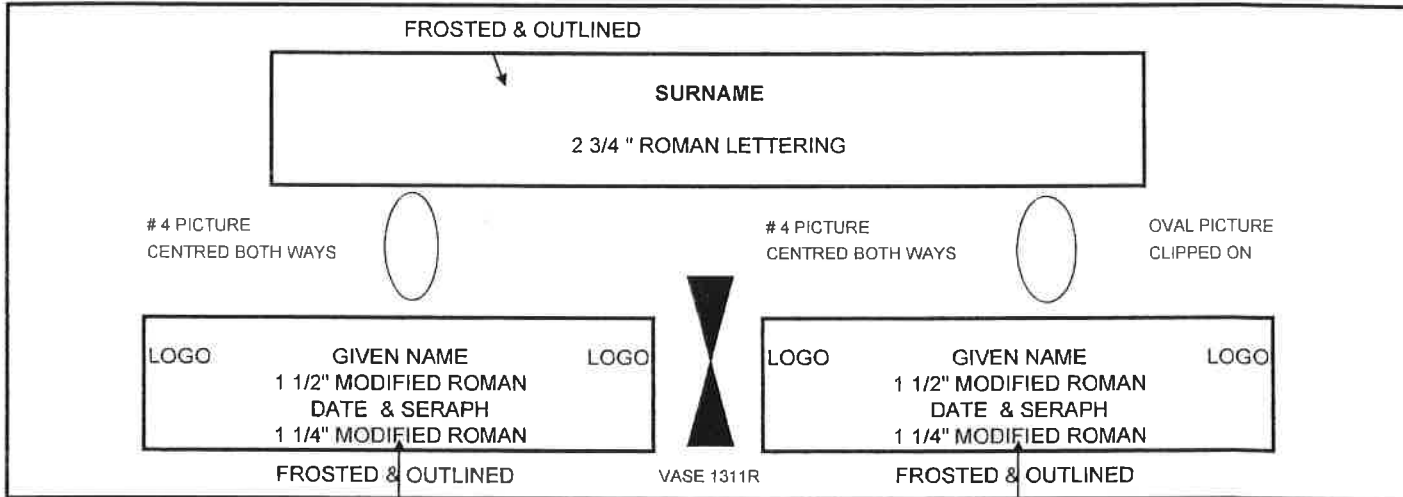 FROSTED & OUTLINED
SURNAME
2 3/4 " ROMAN LETTERING
# 4 PICTURE
CENTRED BOTH WAYS
# 4 PICTURE
CENTRED BOTH WAYS
OVAL PICTURE
CLIPPED ON
LOGO GIVEN NAME LOGO
1 1/2" MODIFIED ROMAN
DATE & SERAPH
1 1/4" MODIFIED ROMAN
LOGO GIVEN NAME LOGO
1 1/2" MODIFIED ROMAN
DATE & SERAPH
1 1/4" MODIFIED ROMAN
FROSTED & OUTLINED
VASE 1311R
FROSTED & OUTLINED